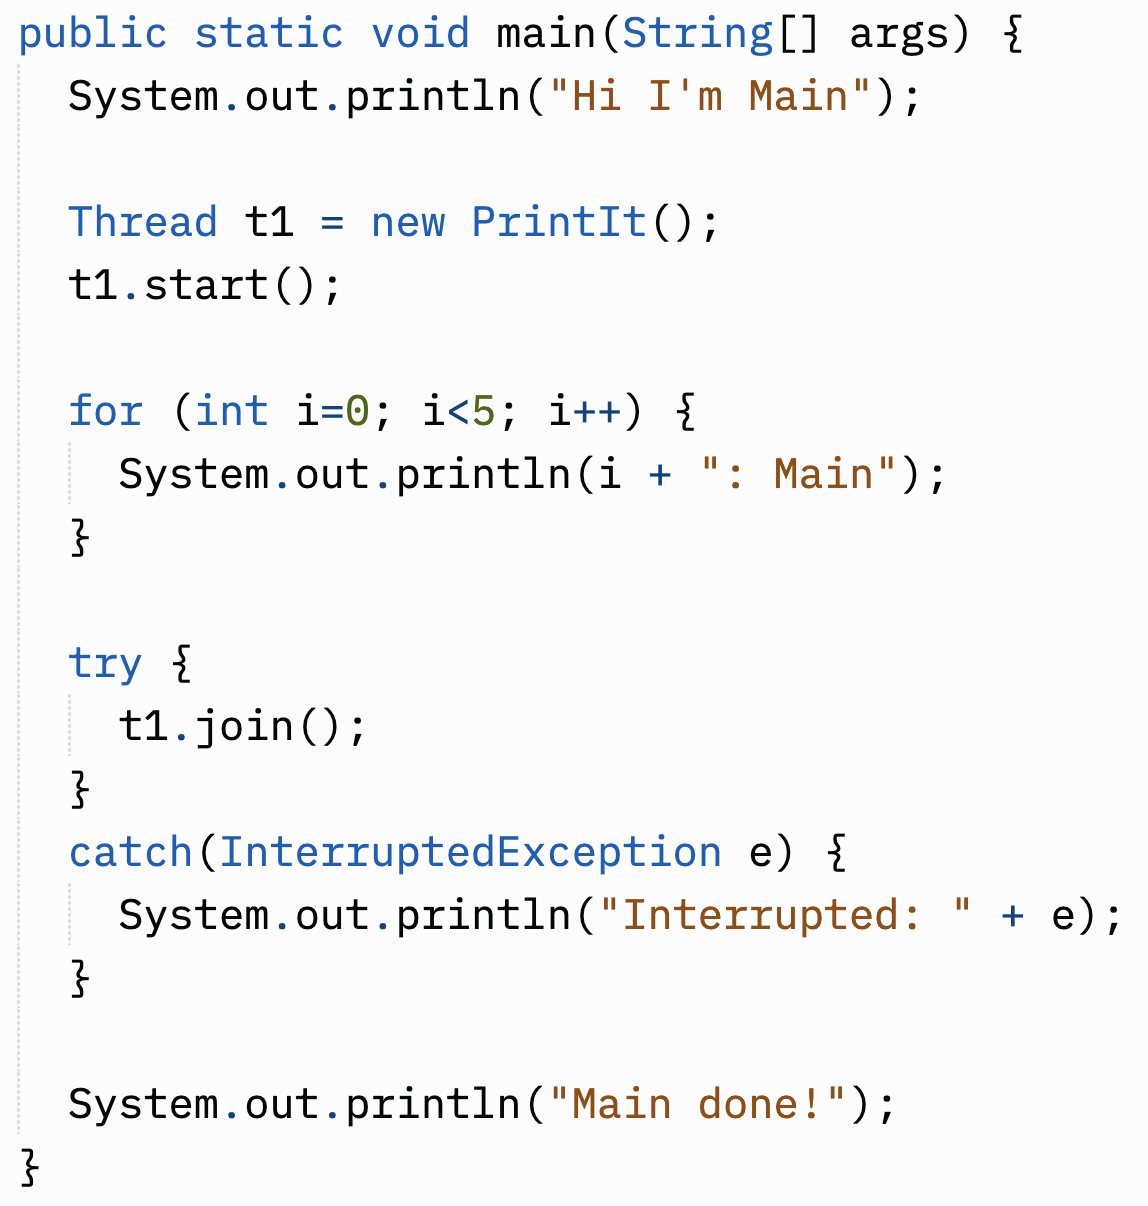 public static void main(String[] args) {
  System.out.println("Hi I'm Main");

  Thread t1 = new PrintIt();
  t1.start();

  for (int i=0; i<5; i++) {
    System.out.println(i + ": Main");
  }

  try {
    t1.join();
  }
  catch(InterruptedException e) {
    System.out.println("Interrupted: " + e);
  }

  System.out.println("Main done!");
}